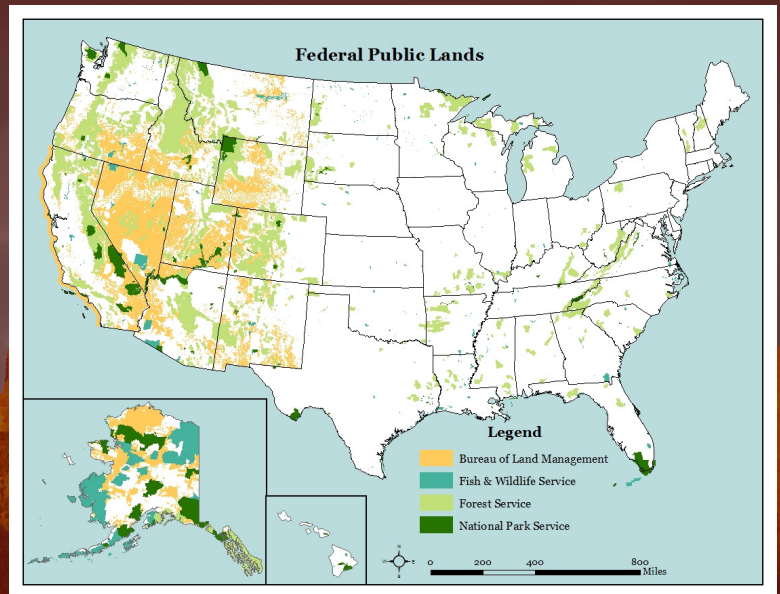 Federal Public Lands
Legend
Bureau of Land Management
Fish & Wildlife Service
Forest Service
National Park Service
N
W
E
S
0 200 400 800
Miles